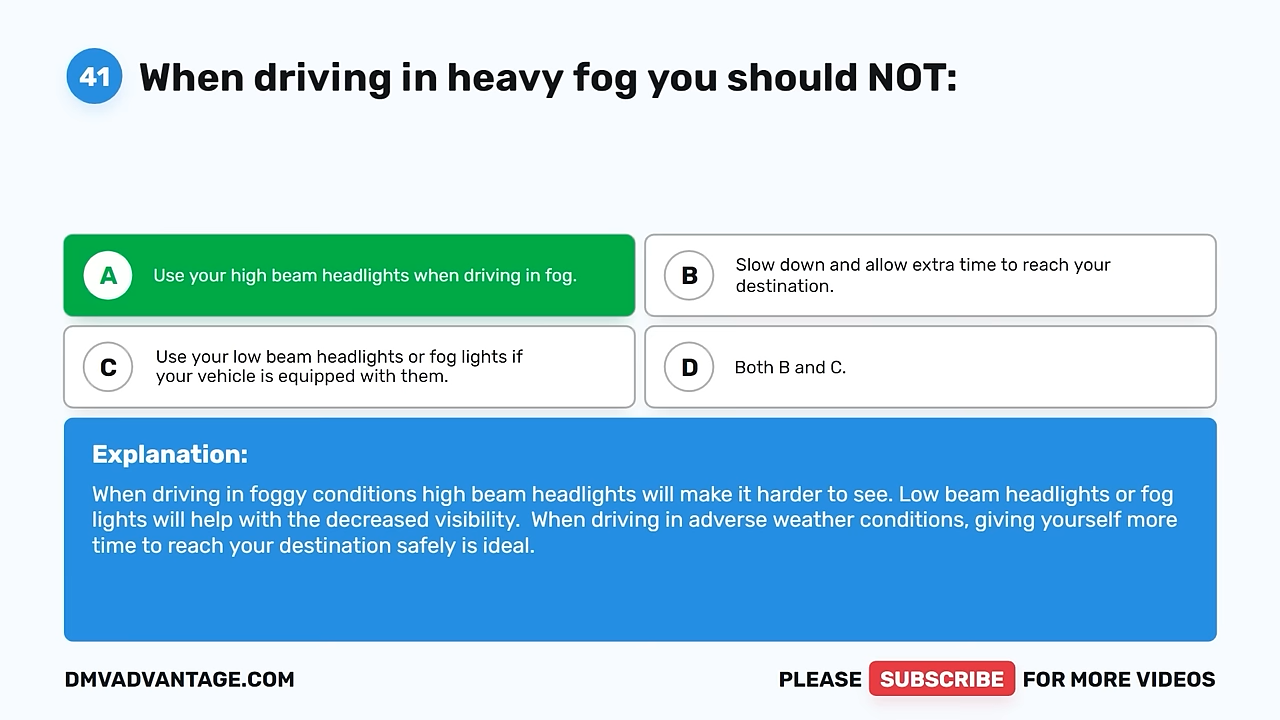 41 When driving in heavy fog you should NOT:
A Use your high beam headlights when driving in fog.
B Slow down and allow extra time to reach your
destination.
C Use your low beam headlights or fog lights if
your vehicle is equipped with them.
D Both B and C.
Explanation:
When driving in foggy conditions high beam headlights will make it harder to see. Low beam headlights or fog
lights will help with the decreased visibility.  When driving in adverse weather conditions, giving yourself more
time to reach your destination safely is ideal.
DMVADVANTAGE.COM
PLEASE SUBSCRIBE FOR MORE VIDEOS